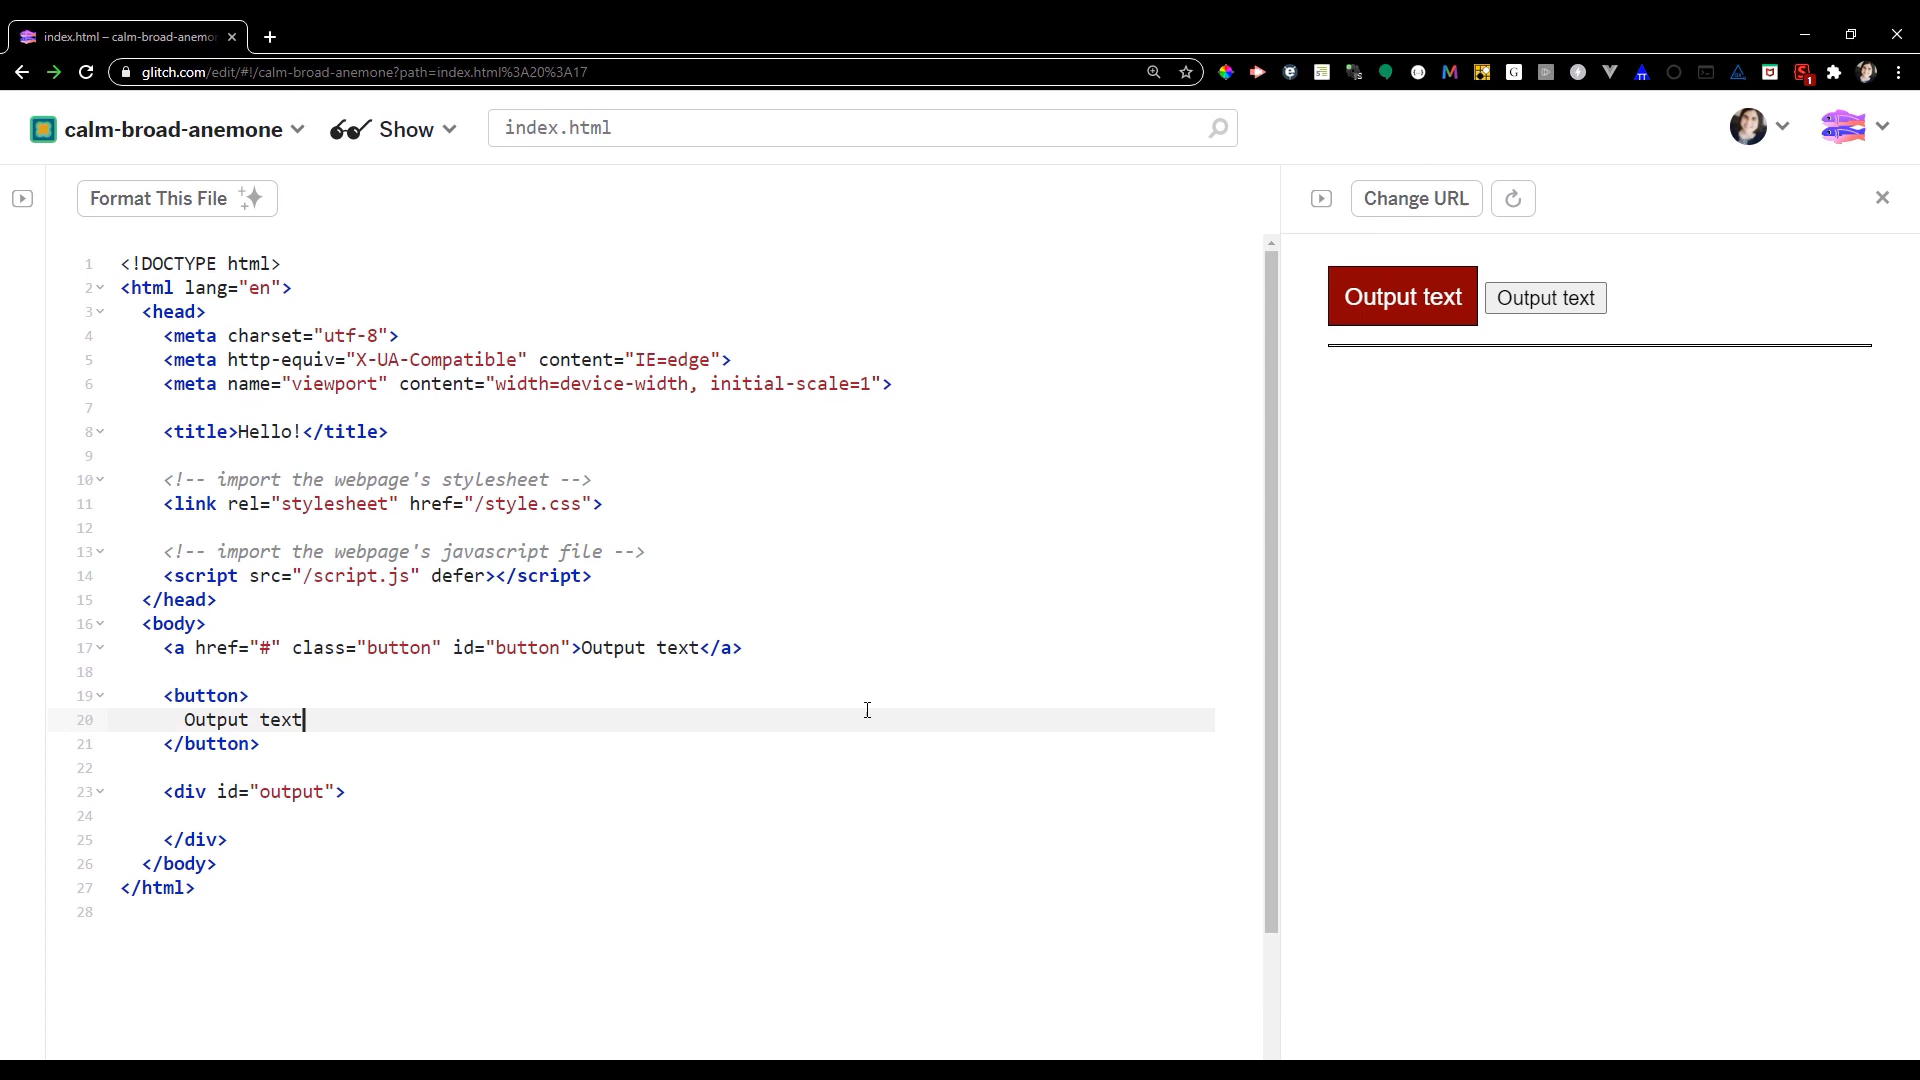 index.html – calm-broad-anemo
glitch.com/edit/#!/calm-broad-anemone?path=index.html%3A20%3A17
calm-broad-anemone
Show
index.html
Format This File
Change URL
1 <!DOCTYPE html>
2 <html lang="en">
3 <head>
4 <meta charset="utf-8">
5 <meta http-equiv="X-UA-Compatible" content="IE=edge">
6 <meta name="viewport" content="width=device-width, initial-scale=1">
7
8 <title>Hello!</title>
9
10 <!-- import the webpage's stylesheet -->
11 <link rel="stylesheet" href="/style.css">
12
13 <!-- import the webpage's javascript file -->
14 <script src="/script.js" defer></script>
15 </head>
16 <body>
17 <a href="#" class="button" id="button">Output text</a>
18
19 <button>
20 Output text
21 </button>
22
23 <div id="output">
24
25 </div>
26 </body>
27 </html>
28
Output text Output text